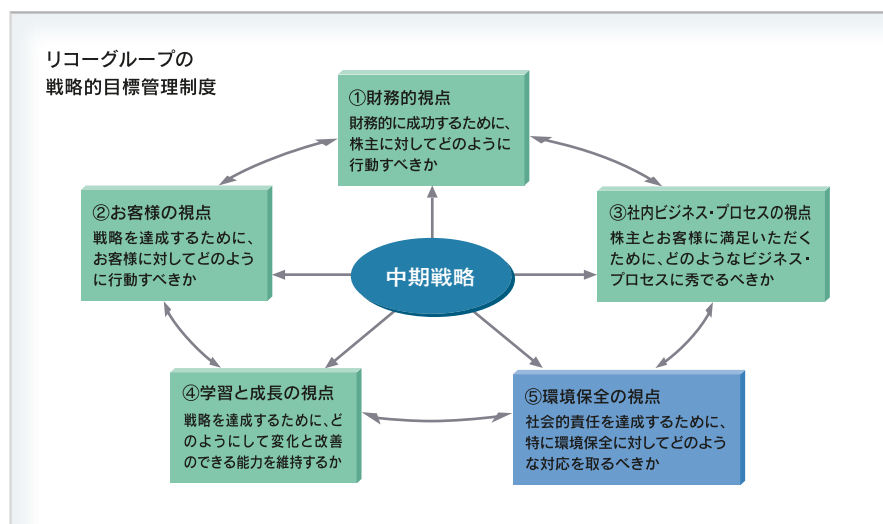 リコーグループの
戦略的目標管理制度
①財務的視点
財務的に成功するために、
株主に対してどのように
行動すべきか
②お客様の視点
戦略を達成するために、
お客様に対してどのよう
に行動すべきか
③社内ビジネス・プロセスの視点
株主とお客様に満足いただく
ために、どのようなビジネス・
プロセスに秀でるべきか
中期戦略
④学習と成長の視点
戦略を達成するために、ど
のようにして変化と改善
のできる能力を維持するか
⑤環境保全の視点
社会的責任を達成するために、
特に環境保全に対してどのよう
な対応を取るべきか